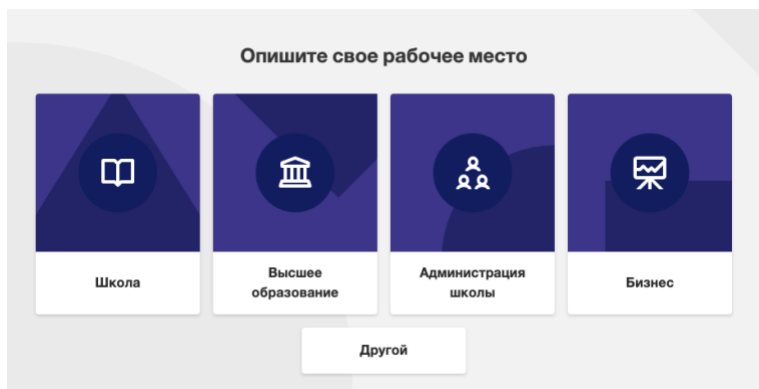 Опишите свое рабочее место
Школа
Высшее
образование
Администрация
школы
Бизнес
Другой